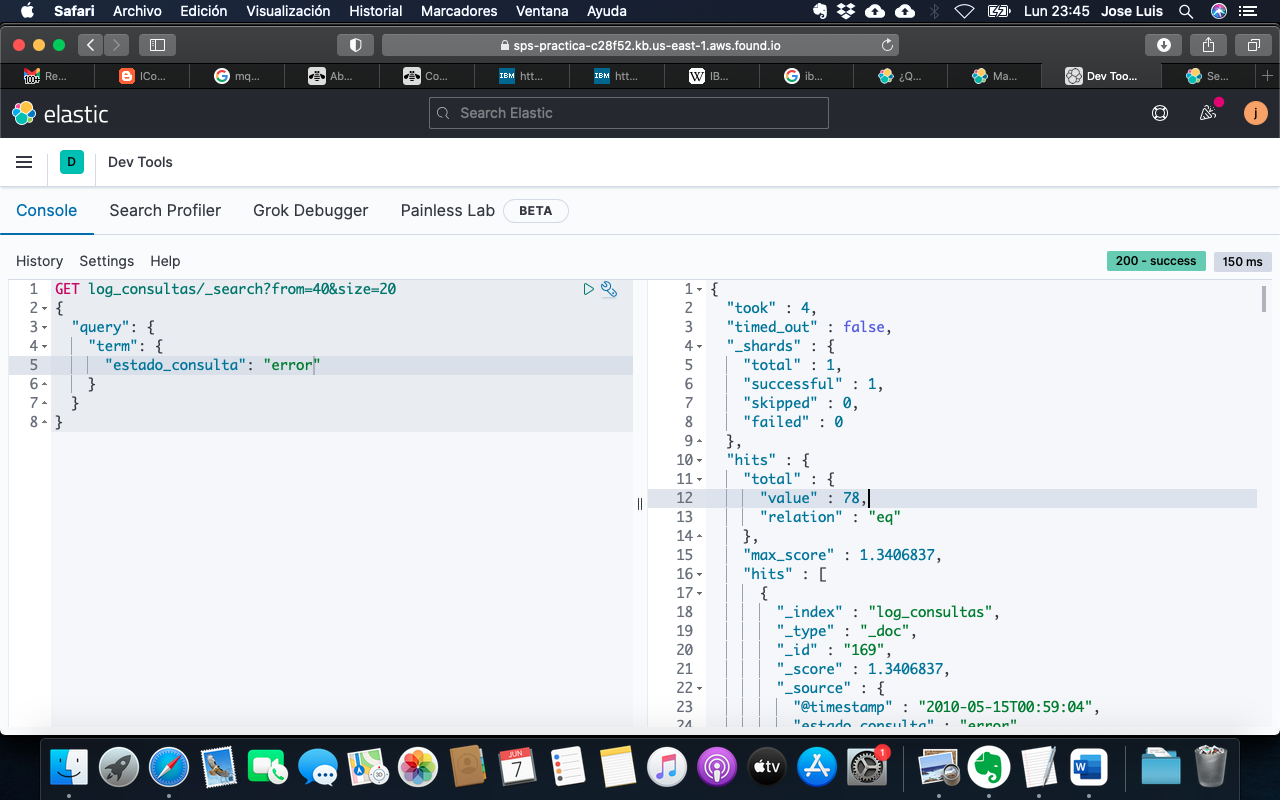 Safari Archivo Edición Visualización Historial Marcadores Ventana Ayuda Lun 23:45 Jose Luis
sps-practica-c28f52.kb.us-east-1.aws.found.io
100+ Re... ICo... mq... Ab... Co... IBM htt... IBM htt... W IB... ib... ¿Q... Ma... Dev Too... Se...
elastic Search Elastic j
D Dev Tools
Console Search Profiler Grok Debugger Painless Lab BETA
History Settings Help 200 - success 150 ms
1 GET log_consultas/_search?from=40&size=20
2 {
3 "query": {
4 "term": {
5 "estado_consulta": "error"
6 }
7 }
8 }
1 {
2 "took" : 4,
3 "timed_out" : false,
4 "_shards" : {
5 "total" : 1,
6 "successful" : 1,
7 "skipped" : 0,
8 "failed" : 0
9 },
10 "hits" : {
11 "total" : {
12 "value" : 78,
13 "relation" : "eq"
14 },
15 "max_score" : 1.3406837,
16 "hits" : [
17 {
18 "_index" : "log_consultas",
19 "_type" : "_doc",
20 "_id" : "169",
21 "_score" : 1.3406837,
22 "_source" : {
23 "@timestamp" : "2010-05-15T00:59:04",
24 "estado_consulta" : "error"
JUN
7
tv
1
W